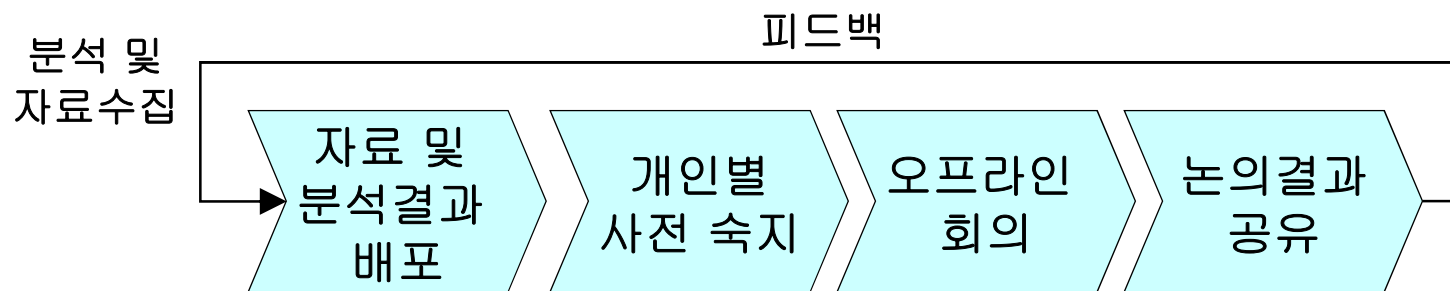 피드백
분석 및
자료수집
자료 및
분석결과
배포
개인별
사전 숙지
오프라인
회의
논의결과
공유